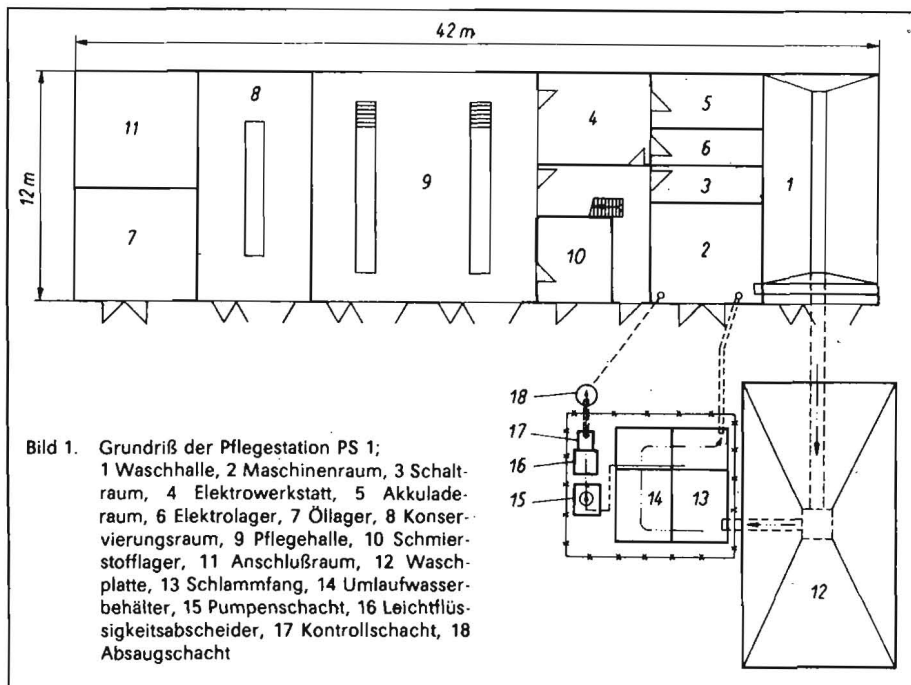 42 m
12 m
11
8
4
5
6
3
1
9
7
10
2
18
17
16
15
14
13
12
Bild 1. Grundriß der Pflegestation PS 1;
1 Waschhalle, 2 Maschinenraum, 3 Schalt-
raum, 4 Elektrowerkstatt, 5 Akkulade-
raum, 6 Elektrolager, 7 Öllager, 8 Konser-
vierungsraum, 9 Pflegehalle, 10 Schmier-
stofflager, 11 Anschlußraum, 12 Wasch-
platte, 13 Schlammfang, 14 Umlaufwasser-
behälter, 15 Pumpenschacht, 16 Leichtflüs-
sigkeitsabscheider, 17 Kontrollschacht, 18
Absaugschacht